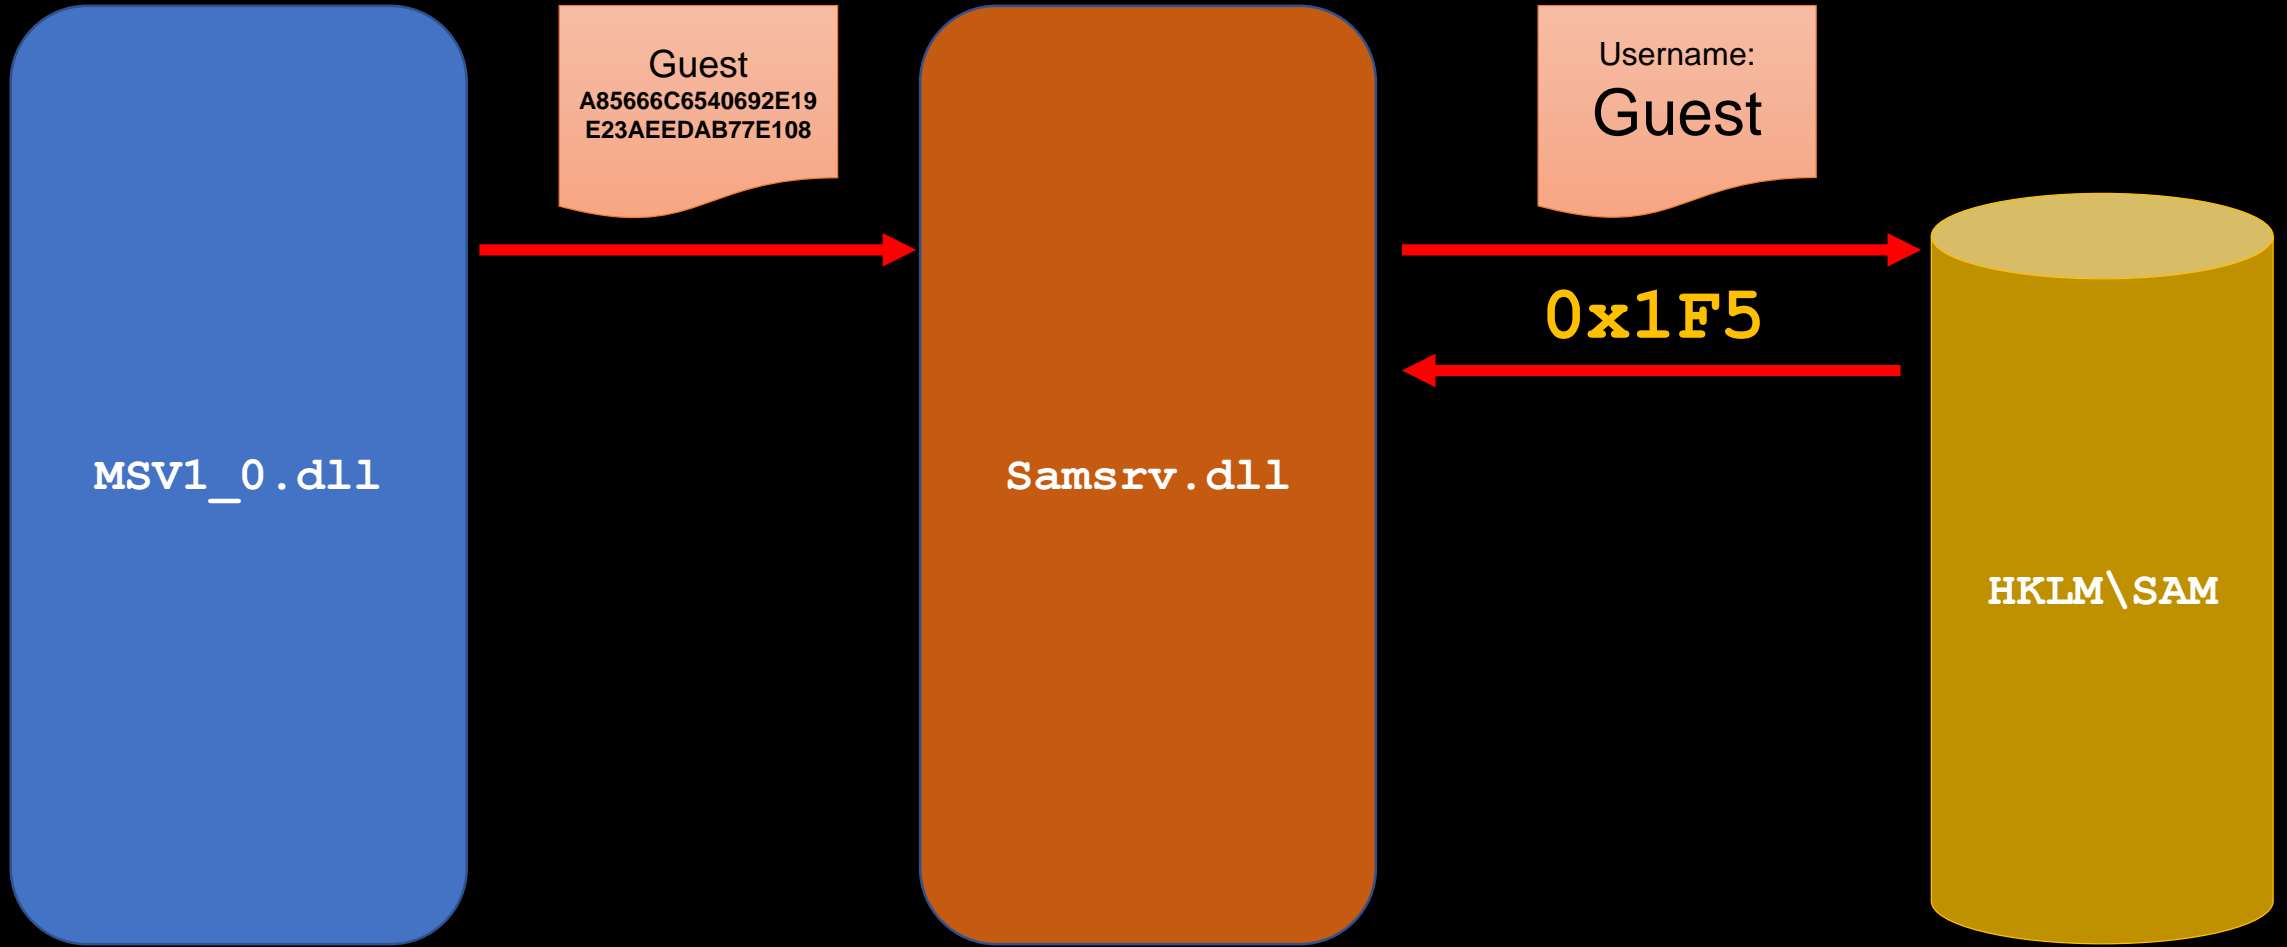 Guest
A85666C6540692E19
E23AEEDAB77E108
Username:
Guest
0x1F5
MSV1_0.dll
Samsrv.dll
HKLM\SAM